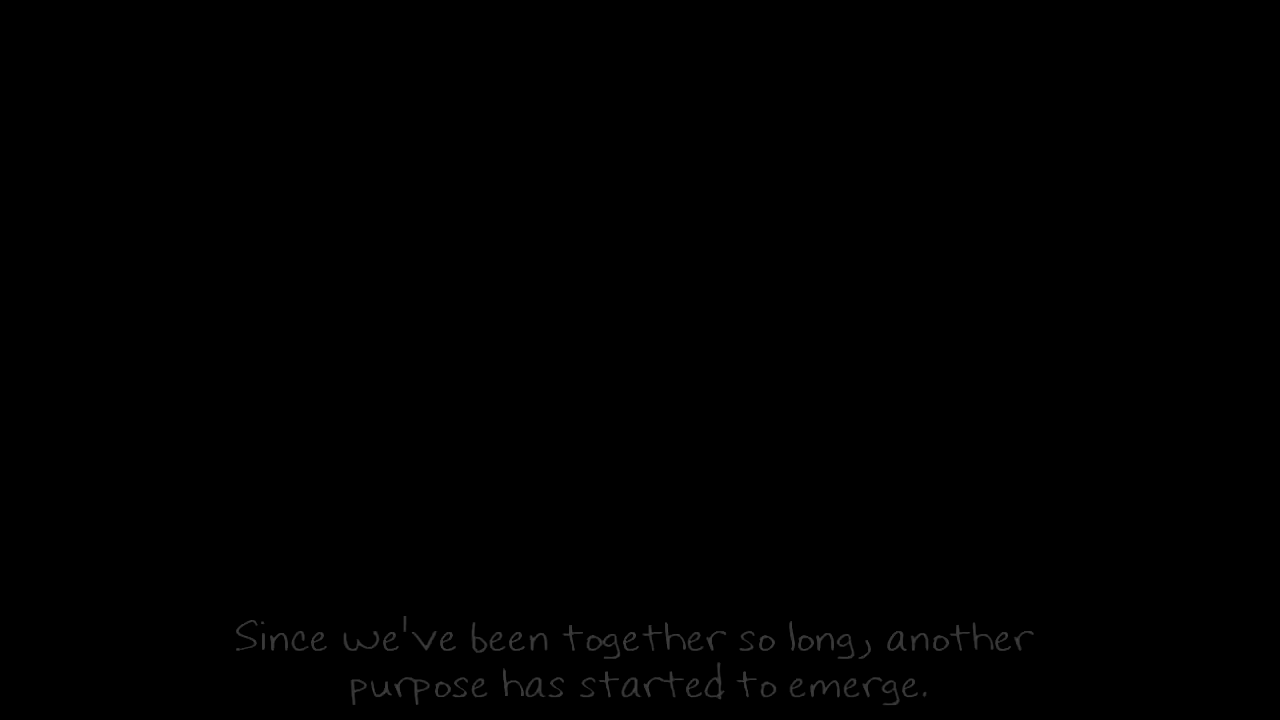 Since we've been together so long, another
purpose has started to emerge.